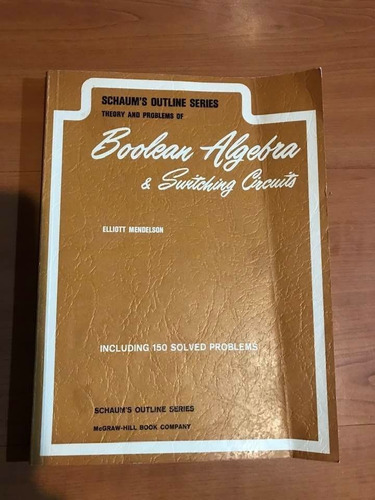 SCHAUM'S OUTLINE SERIES
THEORY AND PROBLEMS OF
Boolean Algebra
& Switching Circuits
ELLIOTT MENDELSON
INCLUDING 150 SOLVED PROBLEMS
SCHAUM'S OUTLINE SERIES
McGRAW-HILL BOOK COMPANY